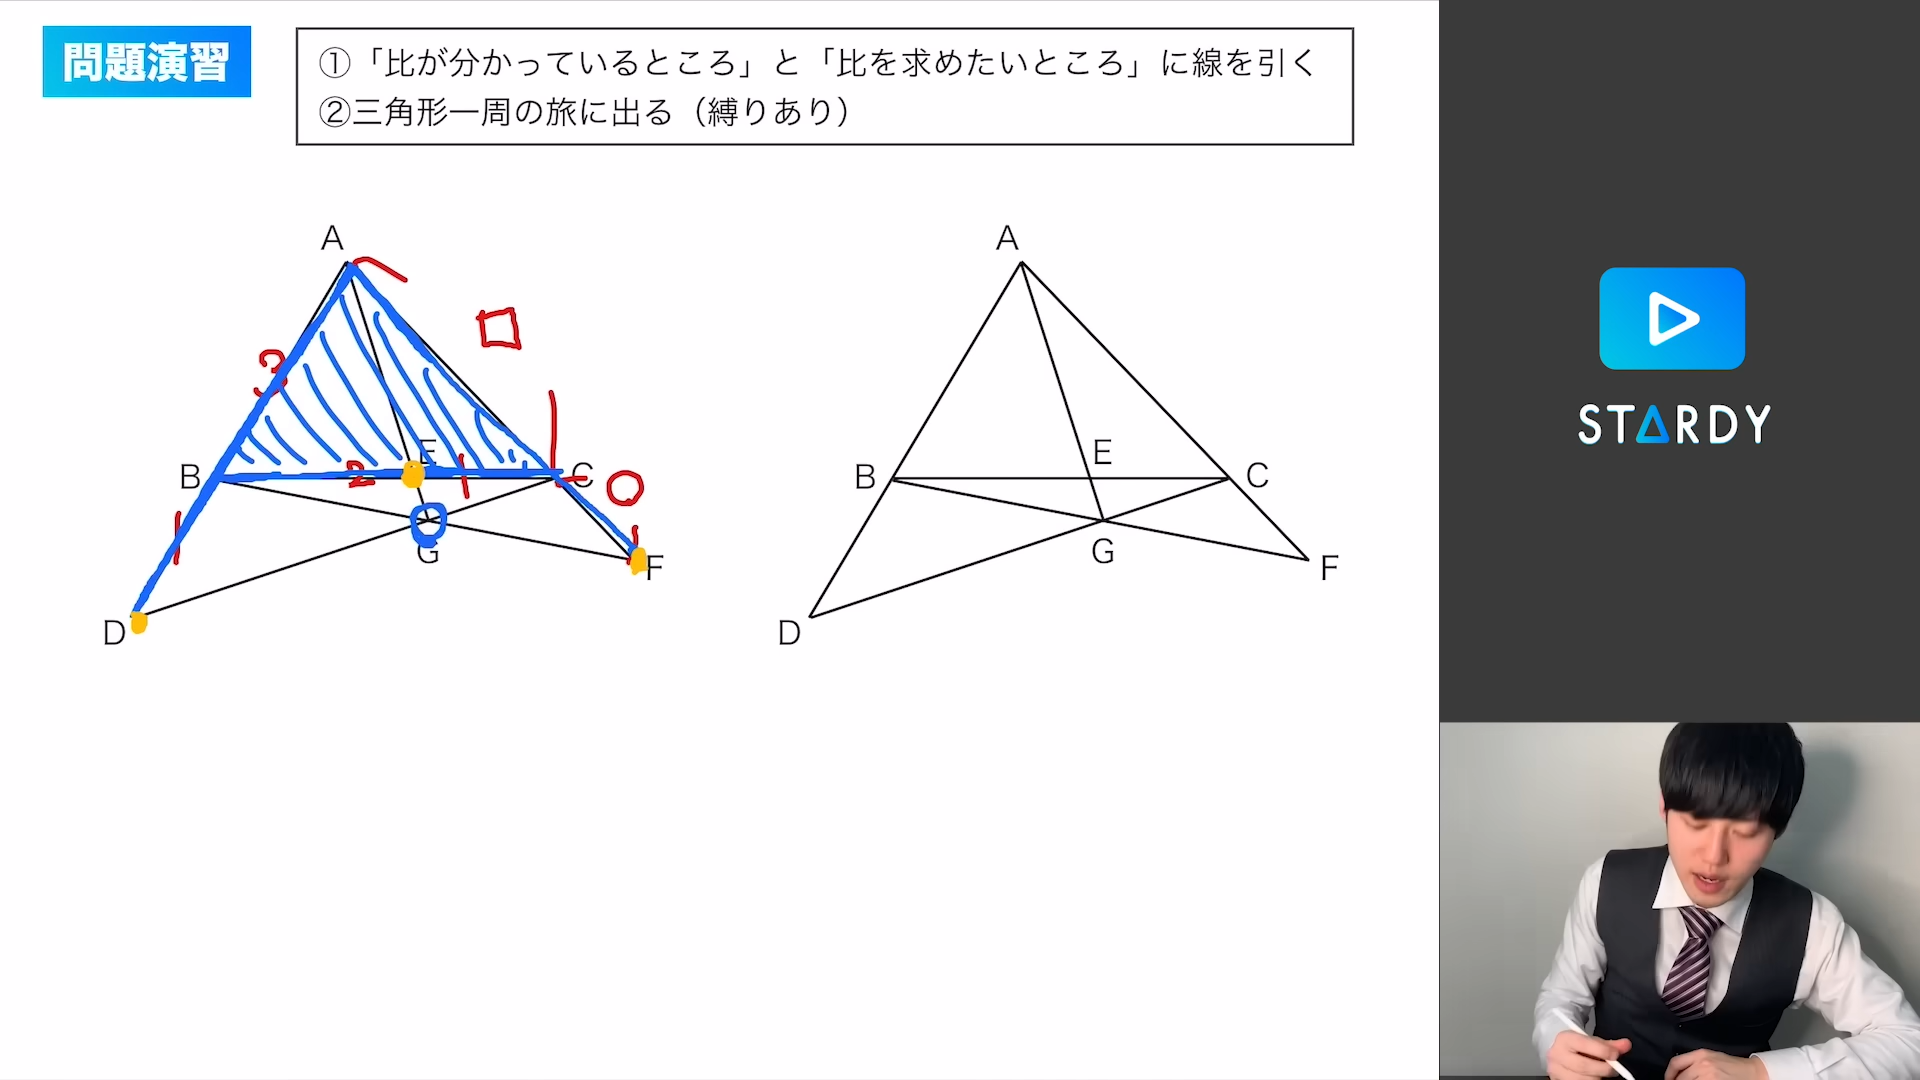 問題演習
①「比が分かっているところ」と「比を求めたいところ」に線を引く
②三角形一周の旅に出る（縛りあり）
A
3
□
B
2
E
1
C
○
1
G
F
D
A
B
E
C
G
F
D
STARDY